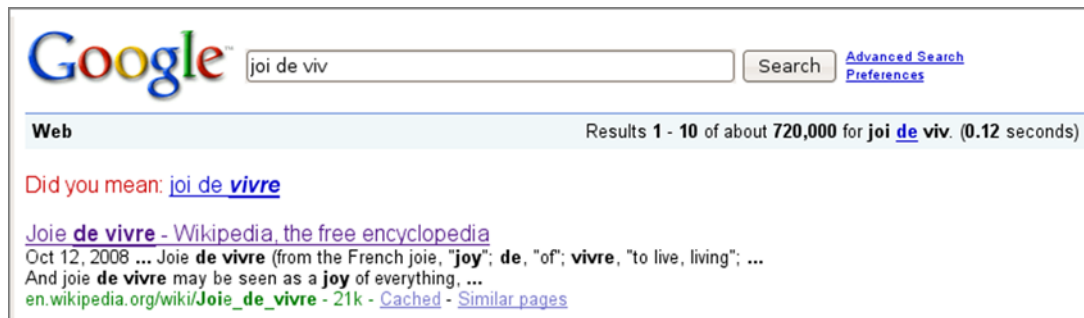 Google™
joi de viv
Search
Advanced Search
Preferences
Web
Results 1 - 10 of about 720,000 for joi de viv. (0.12 seconds)
Did you mean: joi de vivre
Joie de vivre - Wikipedia, the free encyclopedia
Oct 12, 2008 ... Joie de vivre (from the French joie, "joy"; de, "of"; vivre, "to live, living"; ...
And joie de vivre may be seen as a joy of everything, ...
en.wikipedia.org/wiki/Joie_de_vivre - 21k - Cached - Similar pages